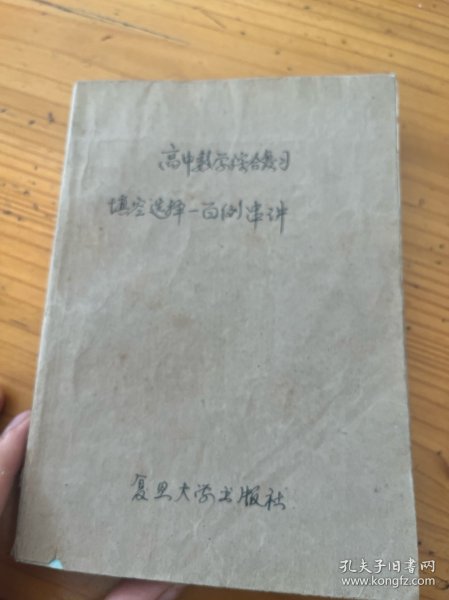 高中数学综合复习
填空选择一百例串讲
复旦大学出版社
孔夫子旧书网
www.kongfz.com